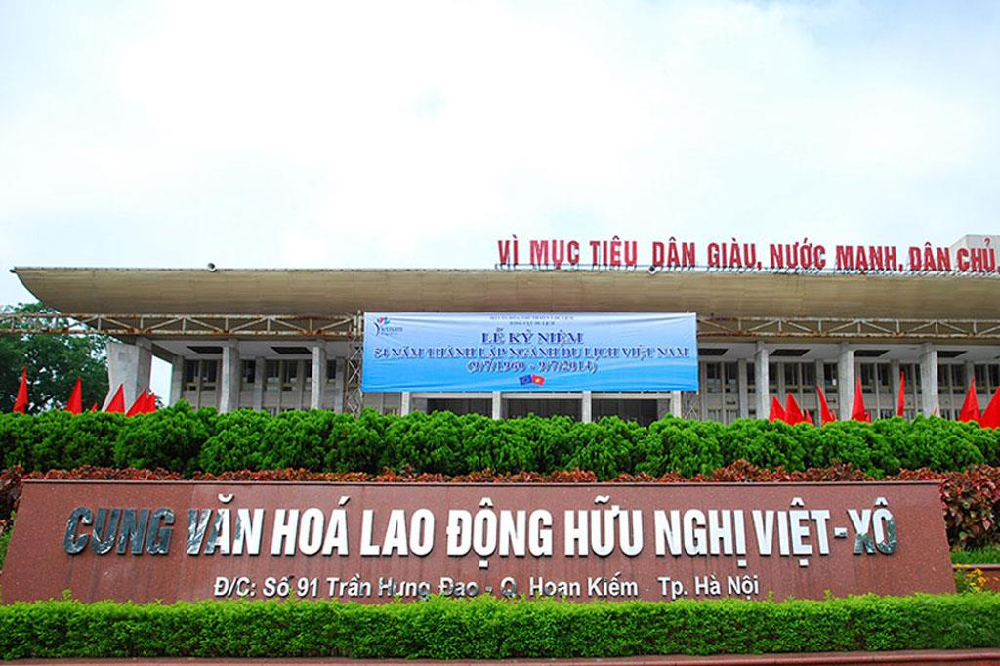 VÌ MỤC TIÊU DÂN GIÀU, NƯỚC MẠNH, DÂN CHỦ,
BỘ VĂN HÓA, THỂ THAO VÀ DU LỊCH
TỔNG CỤC DU LỊCH
Vietnam
LỄ KỶ NIỆM
54 NĂM THÀNH LẬP NGÀNH DU LỊCH VIỆT NAM
(9/7/1960 - 9/7/2014)
CUNG VĂN HOÁ LAO ĐỘNG HỮU NGHỊ VIỆT-XÔ
Đ/C: Số 91 Trần Hưng Đạo - Q. Hoạn Kiếm - Tp. Hà Nội